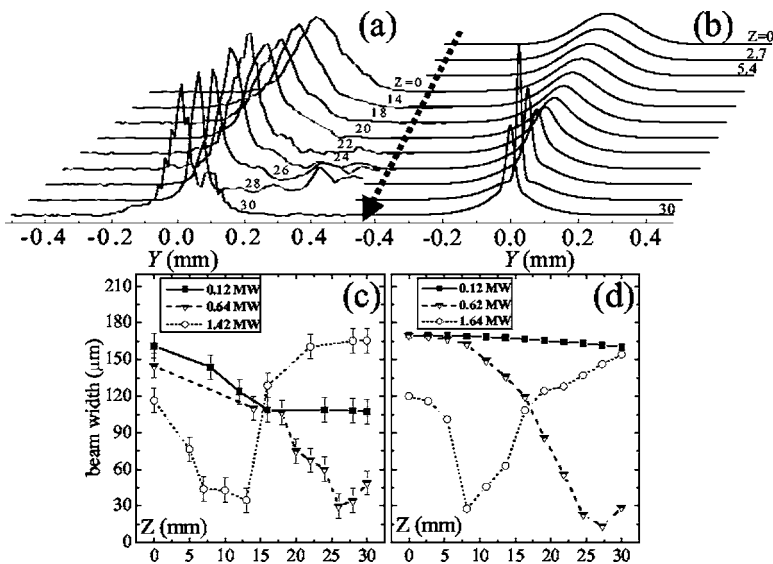 (a)
(b)
Z=0
14
18
20
22
24
26
28
30
Z=0
2.7
5.4
30
-0.4 -0.2 0.0 0.2 0.4
-0.4 -0.2 0.0 0.2 0.4
Y (mm)
Y (mm)
210
180
150
120
90
60
30
0
beam width (μm)
0.12 MW
0.64 MW
1.42 MW
(c)
Z (mm)
0 5 10 15 20 25 30
0.12 MW
0.62 MW
1.64 MW
(d)
Z (mm)
0 5 10 15 20 25 30